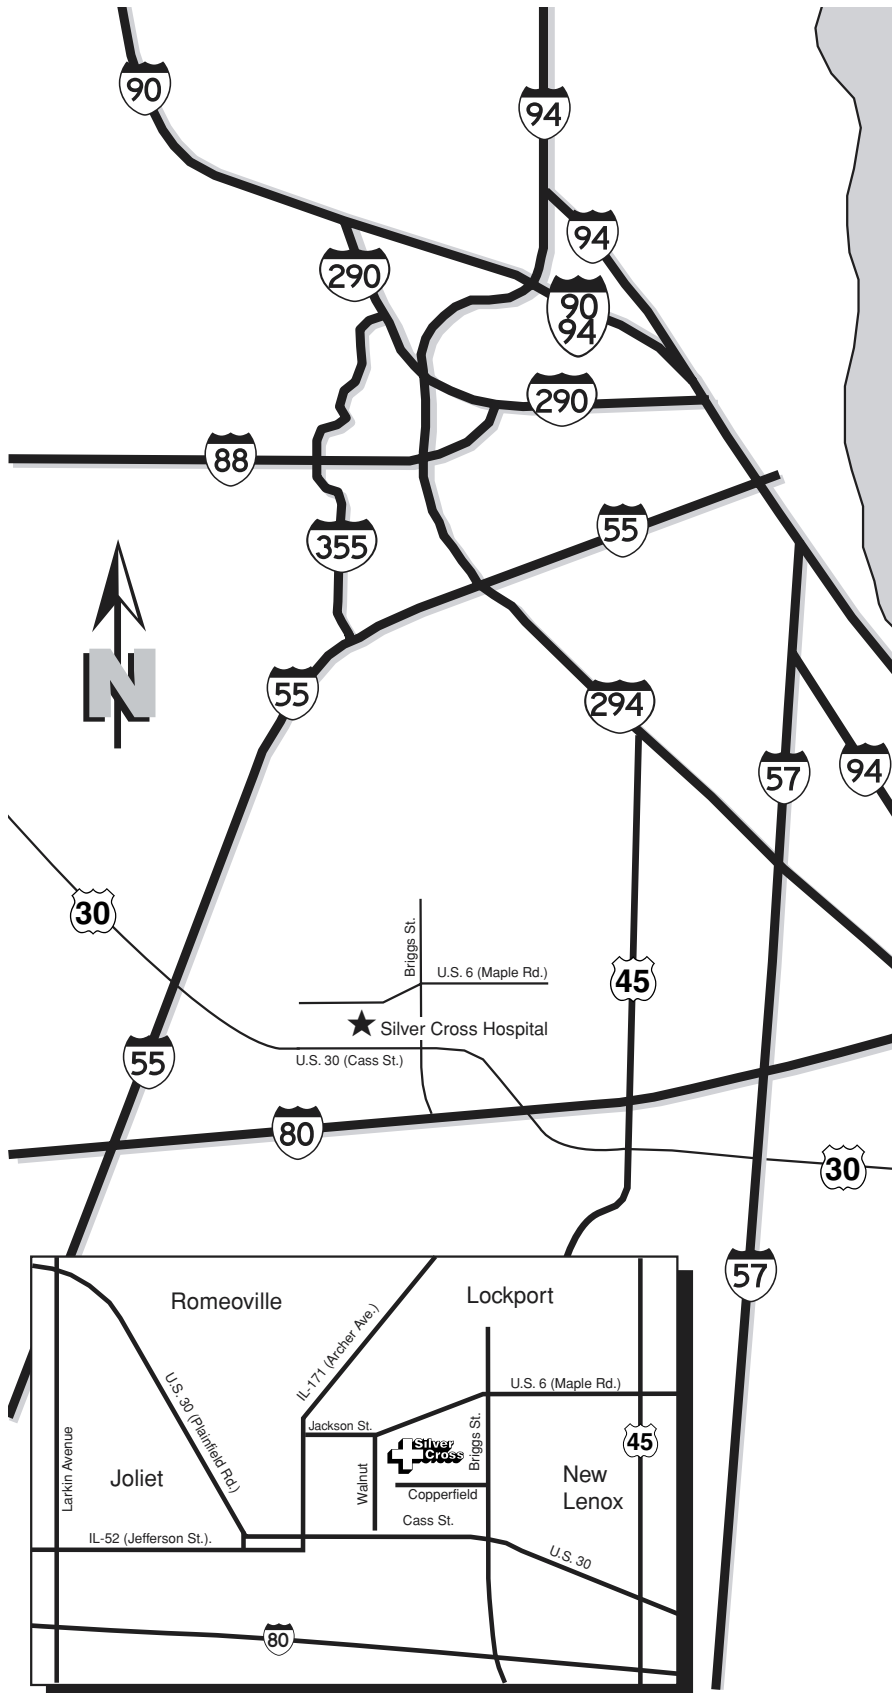 90
94
94
290
90
94
290
88
55
355
N
55
294
57
94
30
Briggs St.
U.S. 6 (Maple Rd.)
45
Silver Cross Hospital
55
U.S. 30 (Cass St.)
80
30
57
Romeoville
Lockport
IL-171 (Archer Ave.)
U.S. 30 (Plainfield Rd.)
U.S. 6 (Maple Rd.)
Larkin Avenue
Jackson St.
Briggs St.
45
Silver
Cross
Joliet
Walnut
New
Lenox
Copperfield
Cass St.
IL-52 (Jefferson St.).
U.S. 30
80